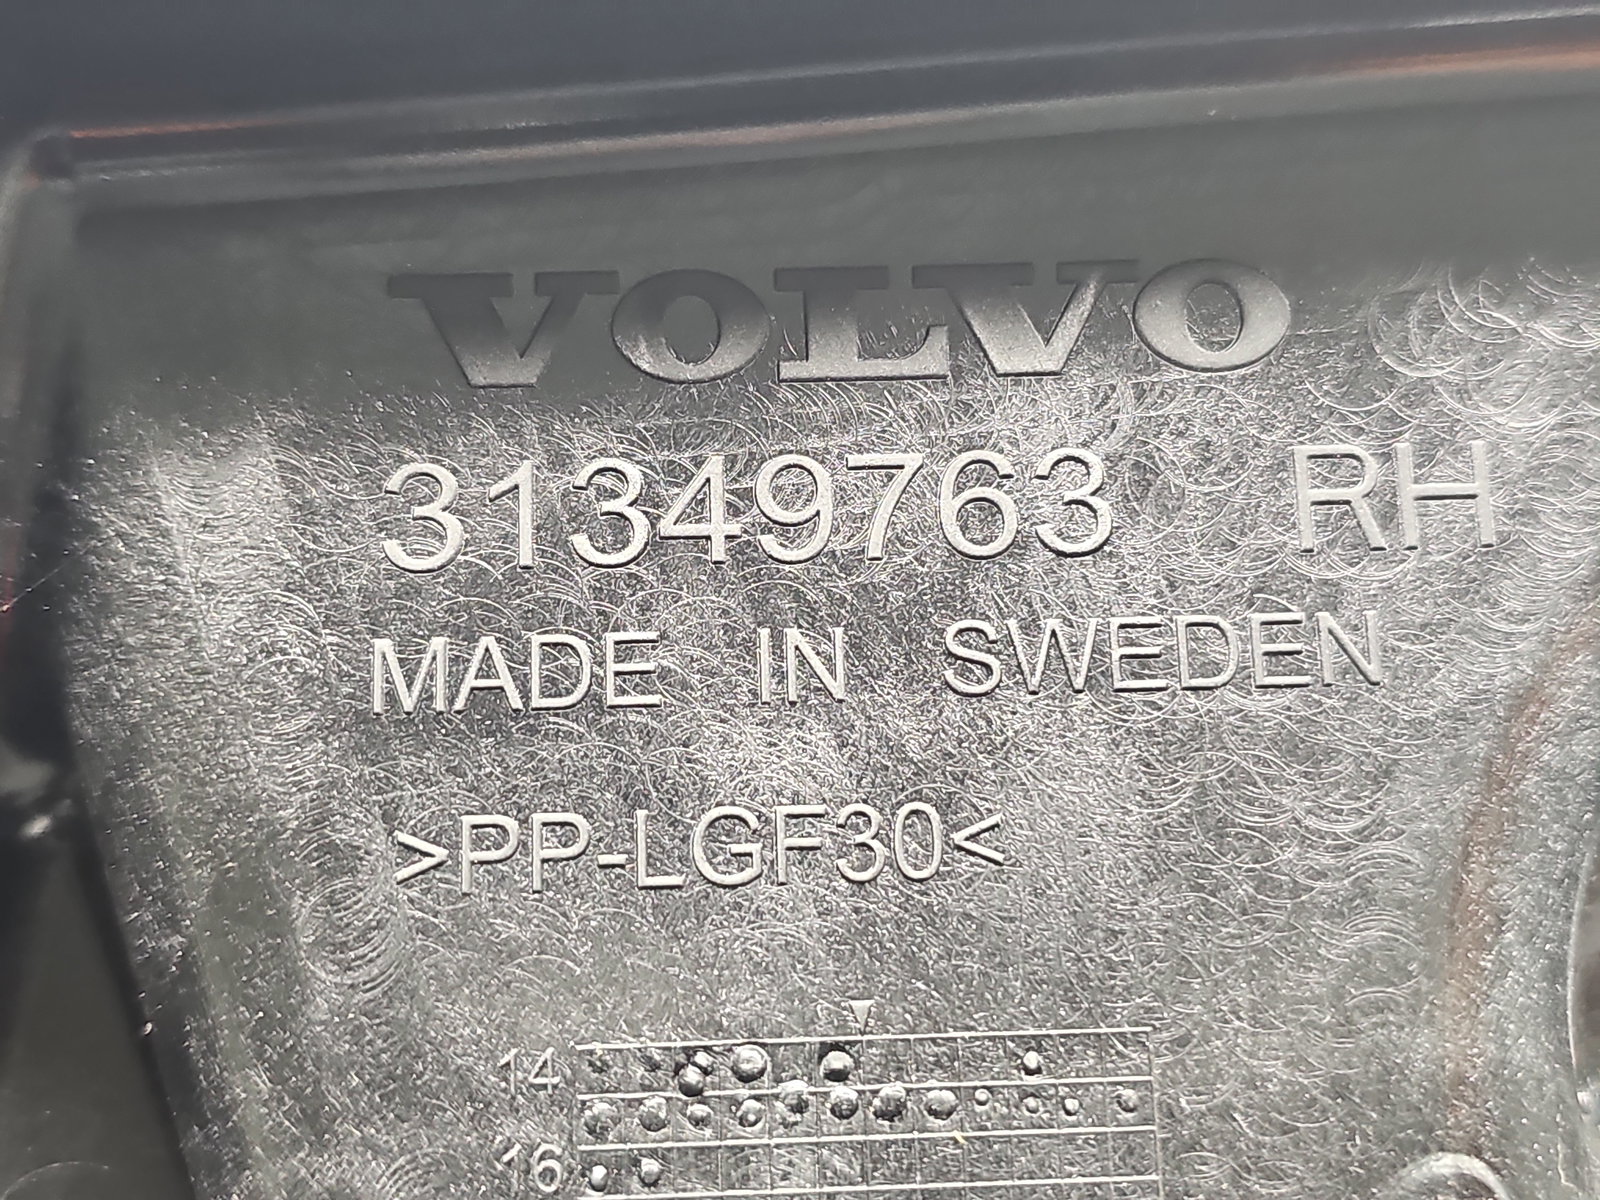 VOLVO
31349763 RH
MADE IN SWEDEN
>PP-LGF30<
14
16